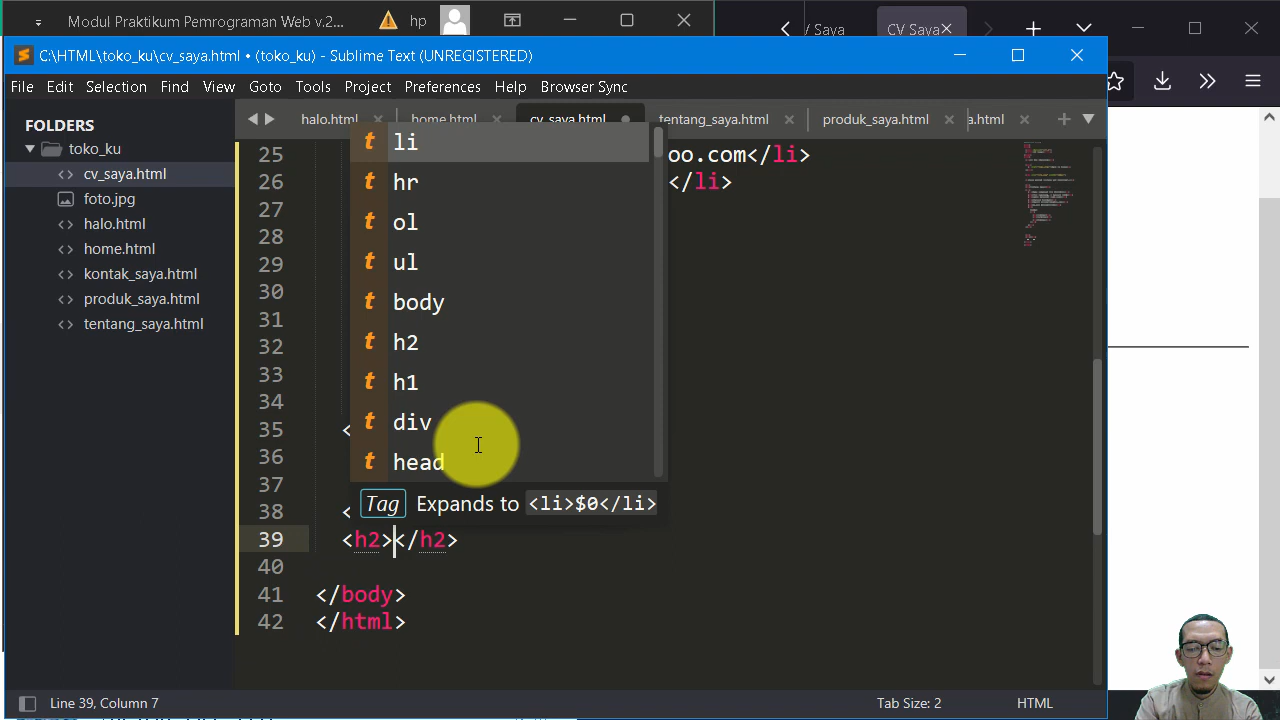 Modul Praktikum Pemrograman Web v.2...
hp
CV Saya
C:\HTML\toko_ku\cv_saya.html • (toko_ku) - Sublime Text (UNREGISTERED)
File Edit Selection Find View Goto Tools Project Preferences Help Browser Sync
FOLDERS
toko_ku
cv_saya.html
foto.jpg
halo.html
home.html
kontak_saya.html
produk_saya.html
tentang_saya.html
halo.html home.html cv_saya.html tentang_saya.html produk_saya.html a.html
25 oo.com</li>
26 </li>
27
28
29
30
31
32
33
34
35 <
36
37
38 <
39 <h2></h2>
40
41 </body>
42 </html>
t li
t hr
t ol
t ul
t body
t h2
t h1
t div
t head
Tag Expands to <li>$0</li>
Line 39, Column 7 Tab Size: 2 HTML